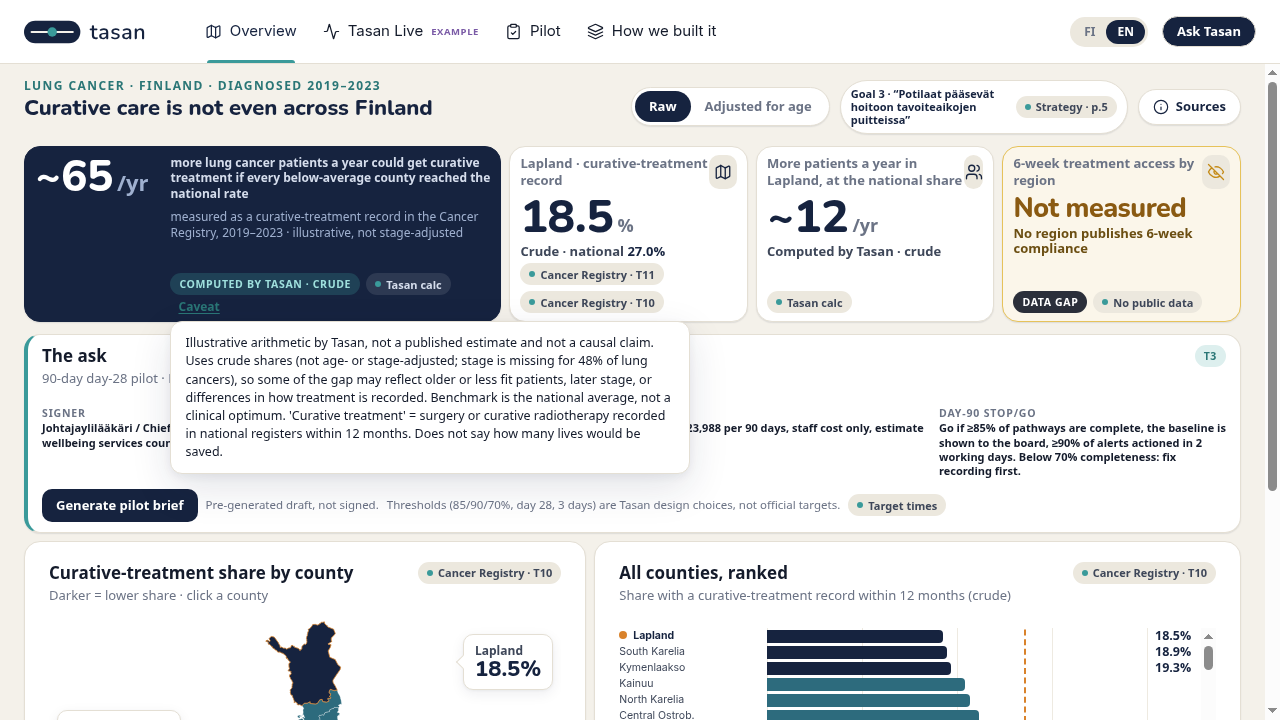 tasan
Overview
Tasan Live EXAMPLE
Pilot
How we built it
FI EN
Ask Tasan
LUNG CANCER · FINLAND · DIAGNOSED 2019–2023
Curative care is not even across Finland
Raw
Adjusted for age
Goal 3 · ”Potilaat pääsevät
hoitoon tavoiteaikojen
puitteissa”
Strategy · p.5
Sources
~65 /yr
more lung cancer patients a year could get curative
treatment if every below-average county reached the
national rate
measured as a curative-treatment record in the Cancer
Registry, 2019–2023 · illustrative, not stage-adjusted
COMPUTED BY TASAN · CRUDE
Tasan calc
Caveat
Lapland · curative-treatment
record
18.5 %
Crude · national 27.0%
Cancer Registry · T11
Cancer Registry · T10
More patients a year in
Lapland, at the national share
~12 /yr
Computed by Tasan · crude
Tasan calc
6-week treatment access by
region
Not measured
No region publishes 6-week
compliance
DATA GAP
No public data
Illustrative arithmetic by Tasan, not a published estimate and not a causal claim.
Uses crude shares (not age- or stage-adjusted; stage is missing for 48% of lung
cancers), so some of the gap may reflect older or less fit patients, later stage, or
differences in how treatment is recorded. Benchmark is the national average, not a
clinical optimum. 'Curative treatment' = surgery or curative radiotherapy recorded
in national registers within 12 months. Does not say how many lives would be
saved.
The ask
T3
90-day day-28 pilot ·
SIGNER
Johtajaylilääkäri / Chief
wellbeing services
23,988 per 90 days, staff cost only, estimate
DAY-90 STOP/GO
Go if ≥85% of pathways are complete, the baseline is
shown to the board, ≥90% of alerts actioned in 2
working days. Below 70% completeness: fix
recording first.
Generate pilot brief
Pre-generated draft, not signed.
Thresholds (85/90/70%, day 28, 3 days) are Tasan design choices, not official targets.
Target times
Curative-treatment share by county
Cancer Registry · T10
Darker = lower share · click a county
Lapland
18.5%
All counties, ranked
Cancer Registry · T10
Share with a curative-treatment record within 12 months (crude)
Lapland 18.5%
South Karelia 18.9%
Kymenlaakso 19.3%
Kainuu
North Karelia
Central Ostrob.